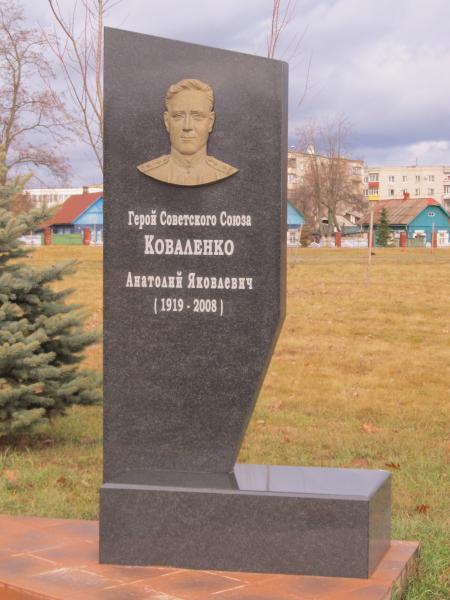 Герой Советского Союза
Коваленко
Анатолий Яковлевич
( 1919 - 2008 )